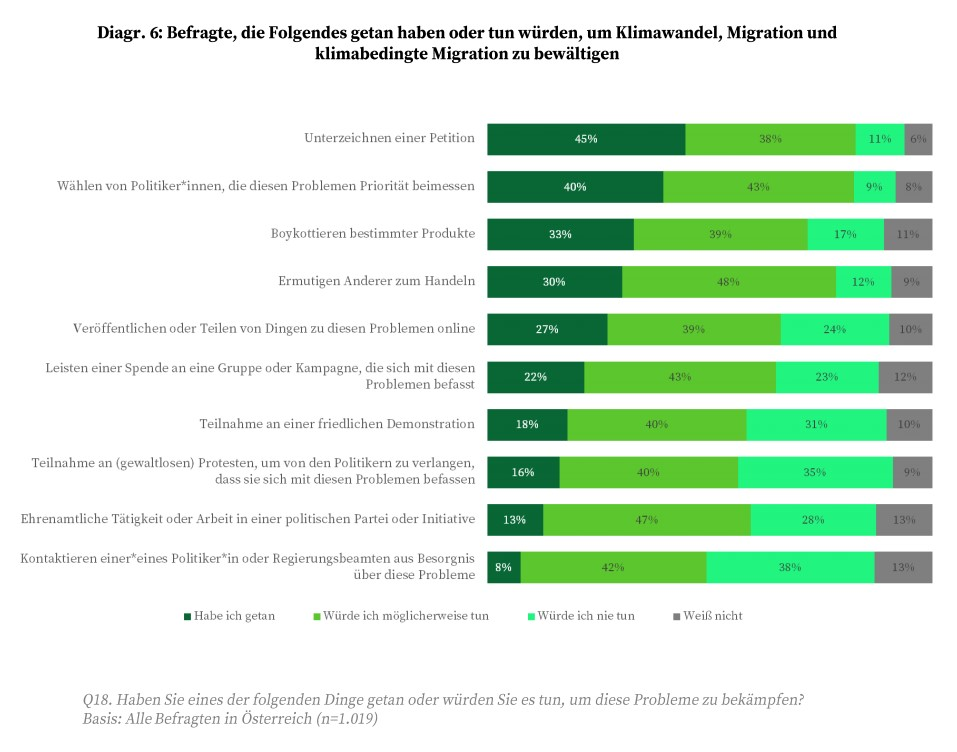 Diagr. 6: Befragte, die Folgendes getan haben oder tun würden, um Klimawandel, Migration und
klimabedingte Migration zu bewältigen
Unterzeichnen einer Petition 45% 38% 11% 6%
Wählen von Politiker*innen, die diesen Problemen Priorität beimessen 40% 43% 9% 8%
Boykottieren bestimmter Produkte 33% 39% 17% 11%
Ermutigen Anderer zum Handeln 30% 48% 12% 9%
Veröffentlichen oder Teilen von Dingen zu diesen Problemen online 27% 39% 24% 10%
Leisten einer Spende an eine Gruppe oder Kampagne, die sich mit diesen
Problemen befasst 22% 43% 23% 12%
Teilnahme an einer friedlichen Demonstration 18% 40% 31% 10%
Teilnahme an (gewaltlosen) Protesten, um von den Politikern zu verlangen,
dass sie sich mit diesen Problemen befassen 16% 40% 35% 9%
Ehrenamtliche Tätigkeit oder Arbeit in einer politischen Partei oder Initiative 13% 47% 28% 13%
Kontaktieren einer*eines Politiker*in oder Regierungsbeamten aus Besorgnis
über diese Probleme 8% 42% 38% 13%
Habe ich getan Würde ich möglicherweise tun Würde ich nie tun Weiß nicht
Q18. Haben Sie eines der folgenden Dinge getan oder würden Sie es tun, um diese Probleme zu bekämpfen?
Basis: Alle Befragten in Österreich (n=1.019)